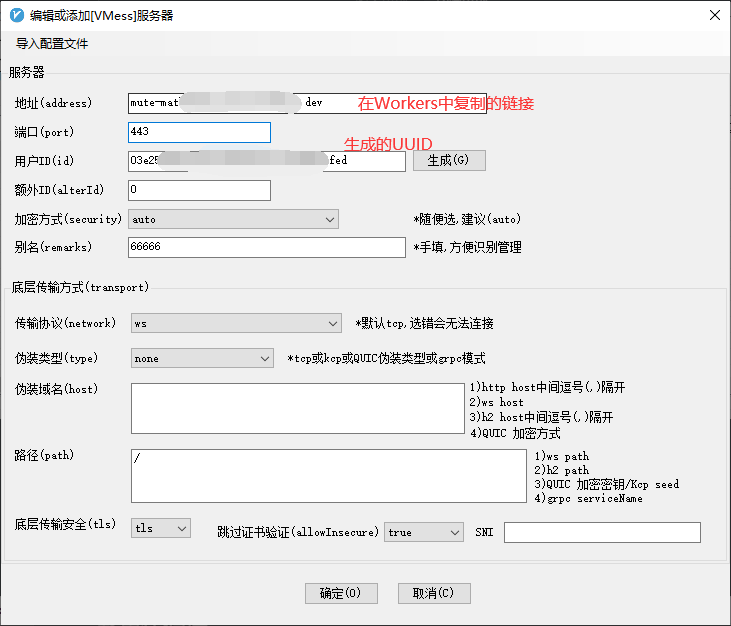 编辑或添加[VMess]服务器
导入配置文件
服务器
地址(address) mute-mat dev 在Workers中复制的链接
端口(port) 443
生成的UUID
用户ID(id) 03e25 fed 生成(G)
额外ID(alterId) 0
加密方式(security) auto *随便选,建议(auto)
别名(remarks) 66666 *手填,方便识别管理
底层传输方式(transport)
传输协议(network) ws *默认tcp,选错会无法连接
伪装类型(type) none *tcp或kcp或QUIC伪装类型或grpc模式
伪装域名(host)
1)http host中间逗号(,)隔开
2)ws host
3)h2 host中间逗号(,)隔开
4)QUIC 加密方式
路径(path) /
1)ws path
2)h2 path
3)QUIC 加密密钥/Kcp seed
4)grpc serviceName
底层传输安全(tls) tls 跳过证书验证(allowInsecure) true SNI
确定(O) 取消(C)